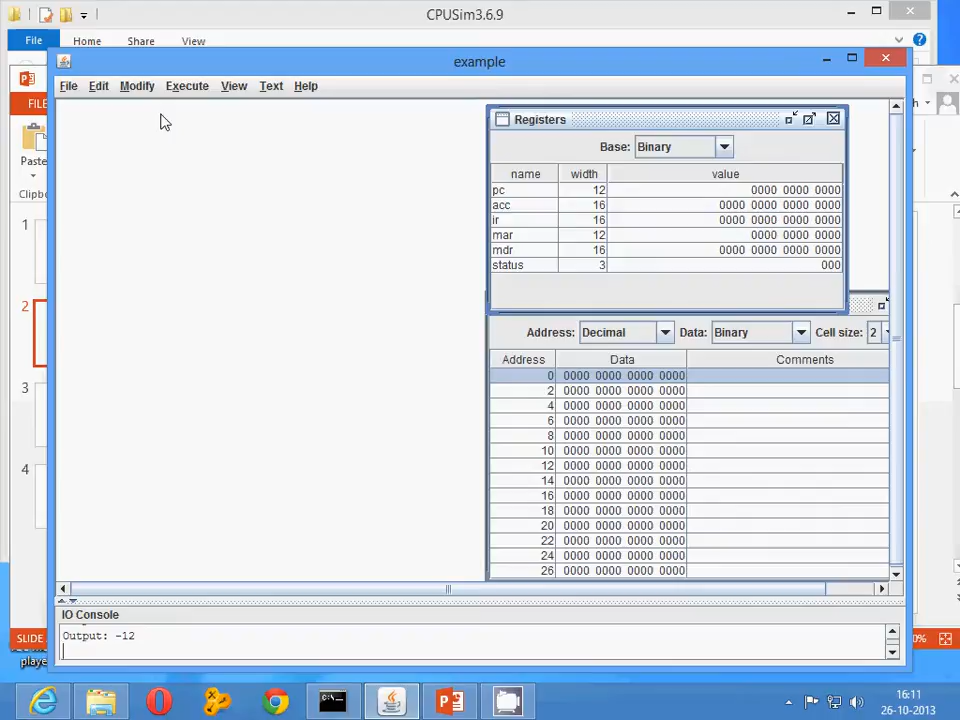 CPUSim3.6.9
File Home Share View
example
FIL
File Edit Modify Execute View Text Help
Paste
Clipb
Registers
Base: Binary
name width value
pc 12 0000 0000 0000
acc 16 0000 0000 0000 0000
ir 16 0000 0000 0000 0000
mar 12 0000 0000 0000
mdr 16 0000 0000 0000 0000
status 3 000
1
2
3
4
Address: Decimal Data: Binary Cell size: 2
Address Data Comments
0 0000 0000 0000 0000
2 0000 0000 0000 0000
4 0000 0000 0000 0000
6 0000 0000 0000 0000
8 0000 0000 0000 0000
10 0000 0000 0000 0000
12 0000 0000 0000 0000
14 0000 0000 0000 0000
16 0000 0000 0000 0000
18 0000 0000 0000 0000
20 0000 0000 0000 0000
22 0000 0000 0000 0000
24 0000 0000 0000 0000
26 0000 0000 0000 0000
IO Console
Output: -12
SLIDE
0%
playe
16:11
26-10-2013